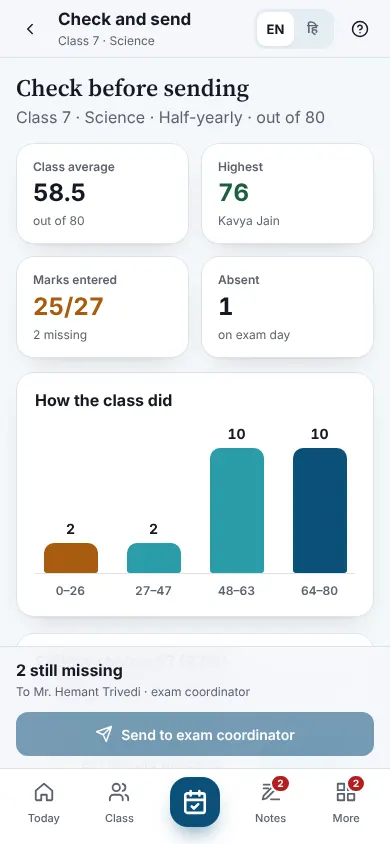 Check and send
Class 7 · Science
EN
हि
Check before sending
Class 7 · Science · Half-yearly · out of 80
Class average
58.5
out of 80
Highest
76
Kavya Jain
Marks entered
25/27
2 missing
Absent
1
on exam day
How the class did
2
2
10
10
0–26
27–47
48–63
64–80
2 still missing
To Mr. Hemant Trivedi · exam coordinator
Send to exam coordinator
2
2
Today
Class
Notes
More